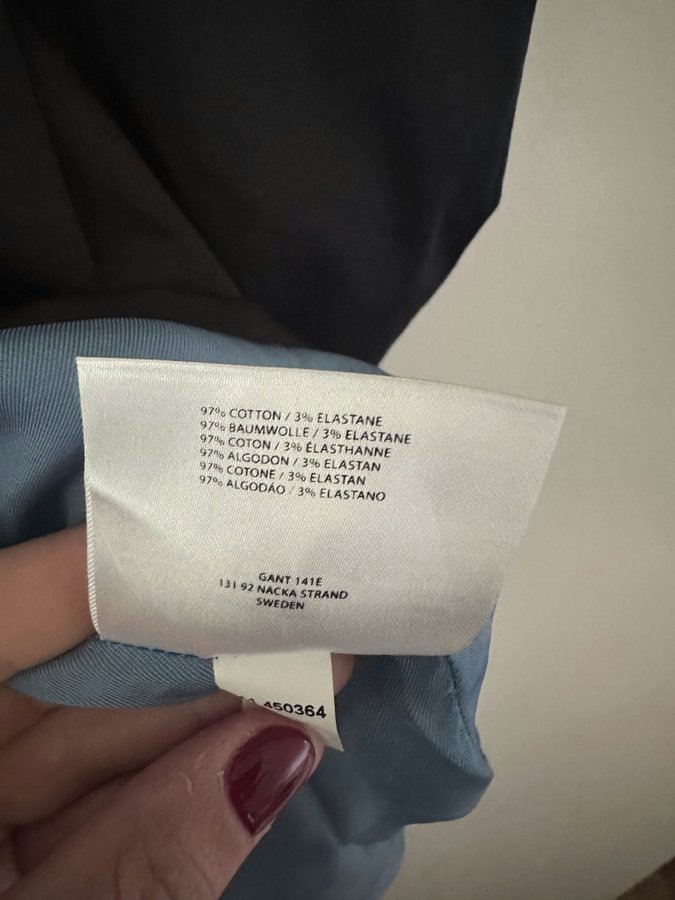 97% COTTON / 3% ELASTANE
97% BAUMWOLLE / 3% ELASTANE
97% COTON / 3% ÉLASTHANNE
97% ALGODON / 3% ELASTAN
97% COTONE / 3% ELASTAN
97% ALGODÁO / 3% ELASTANO
GANT 141E
131 92 NACKA STRAND
SWEDEN
450364